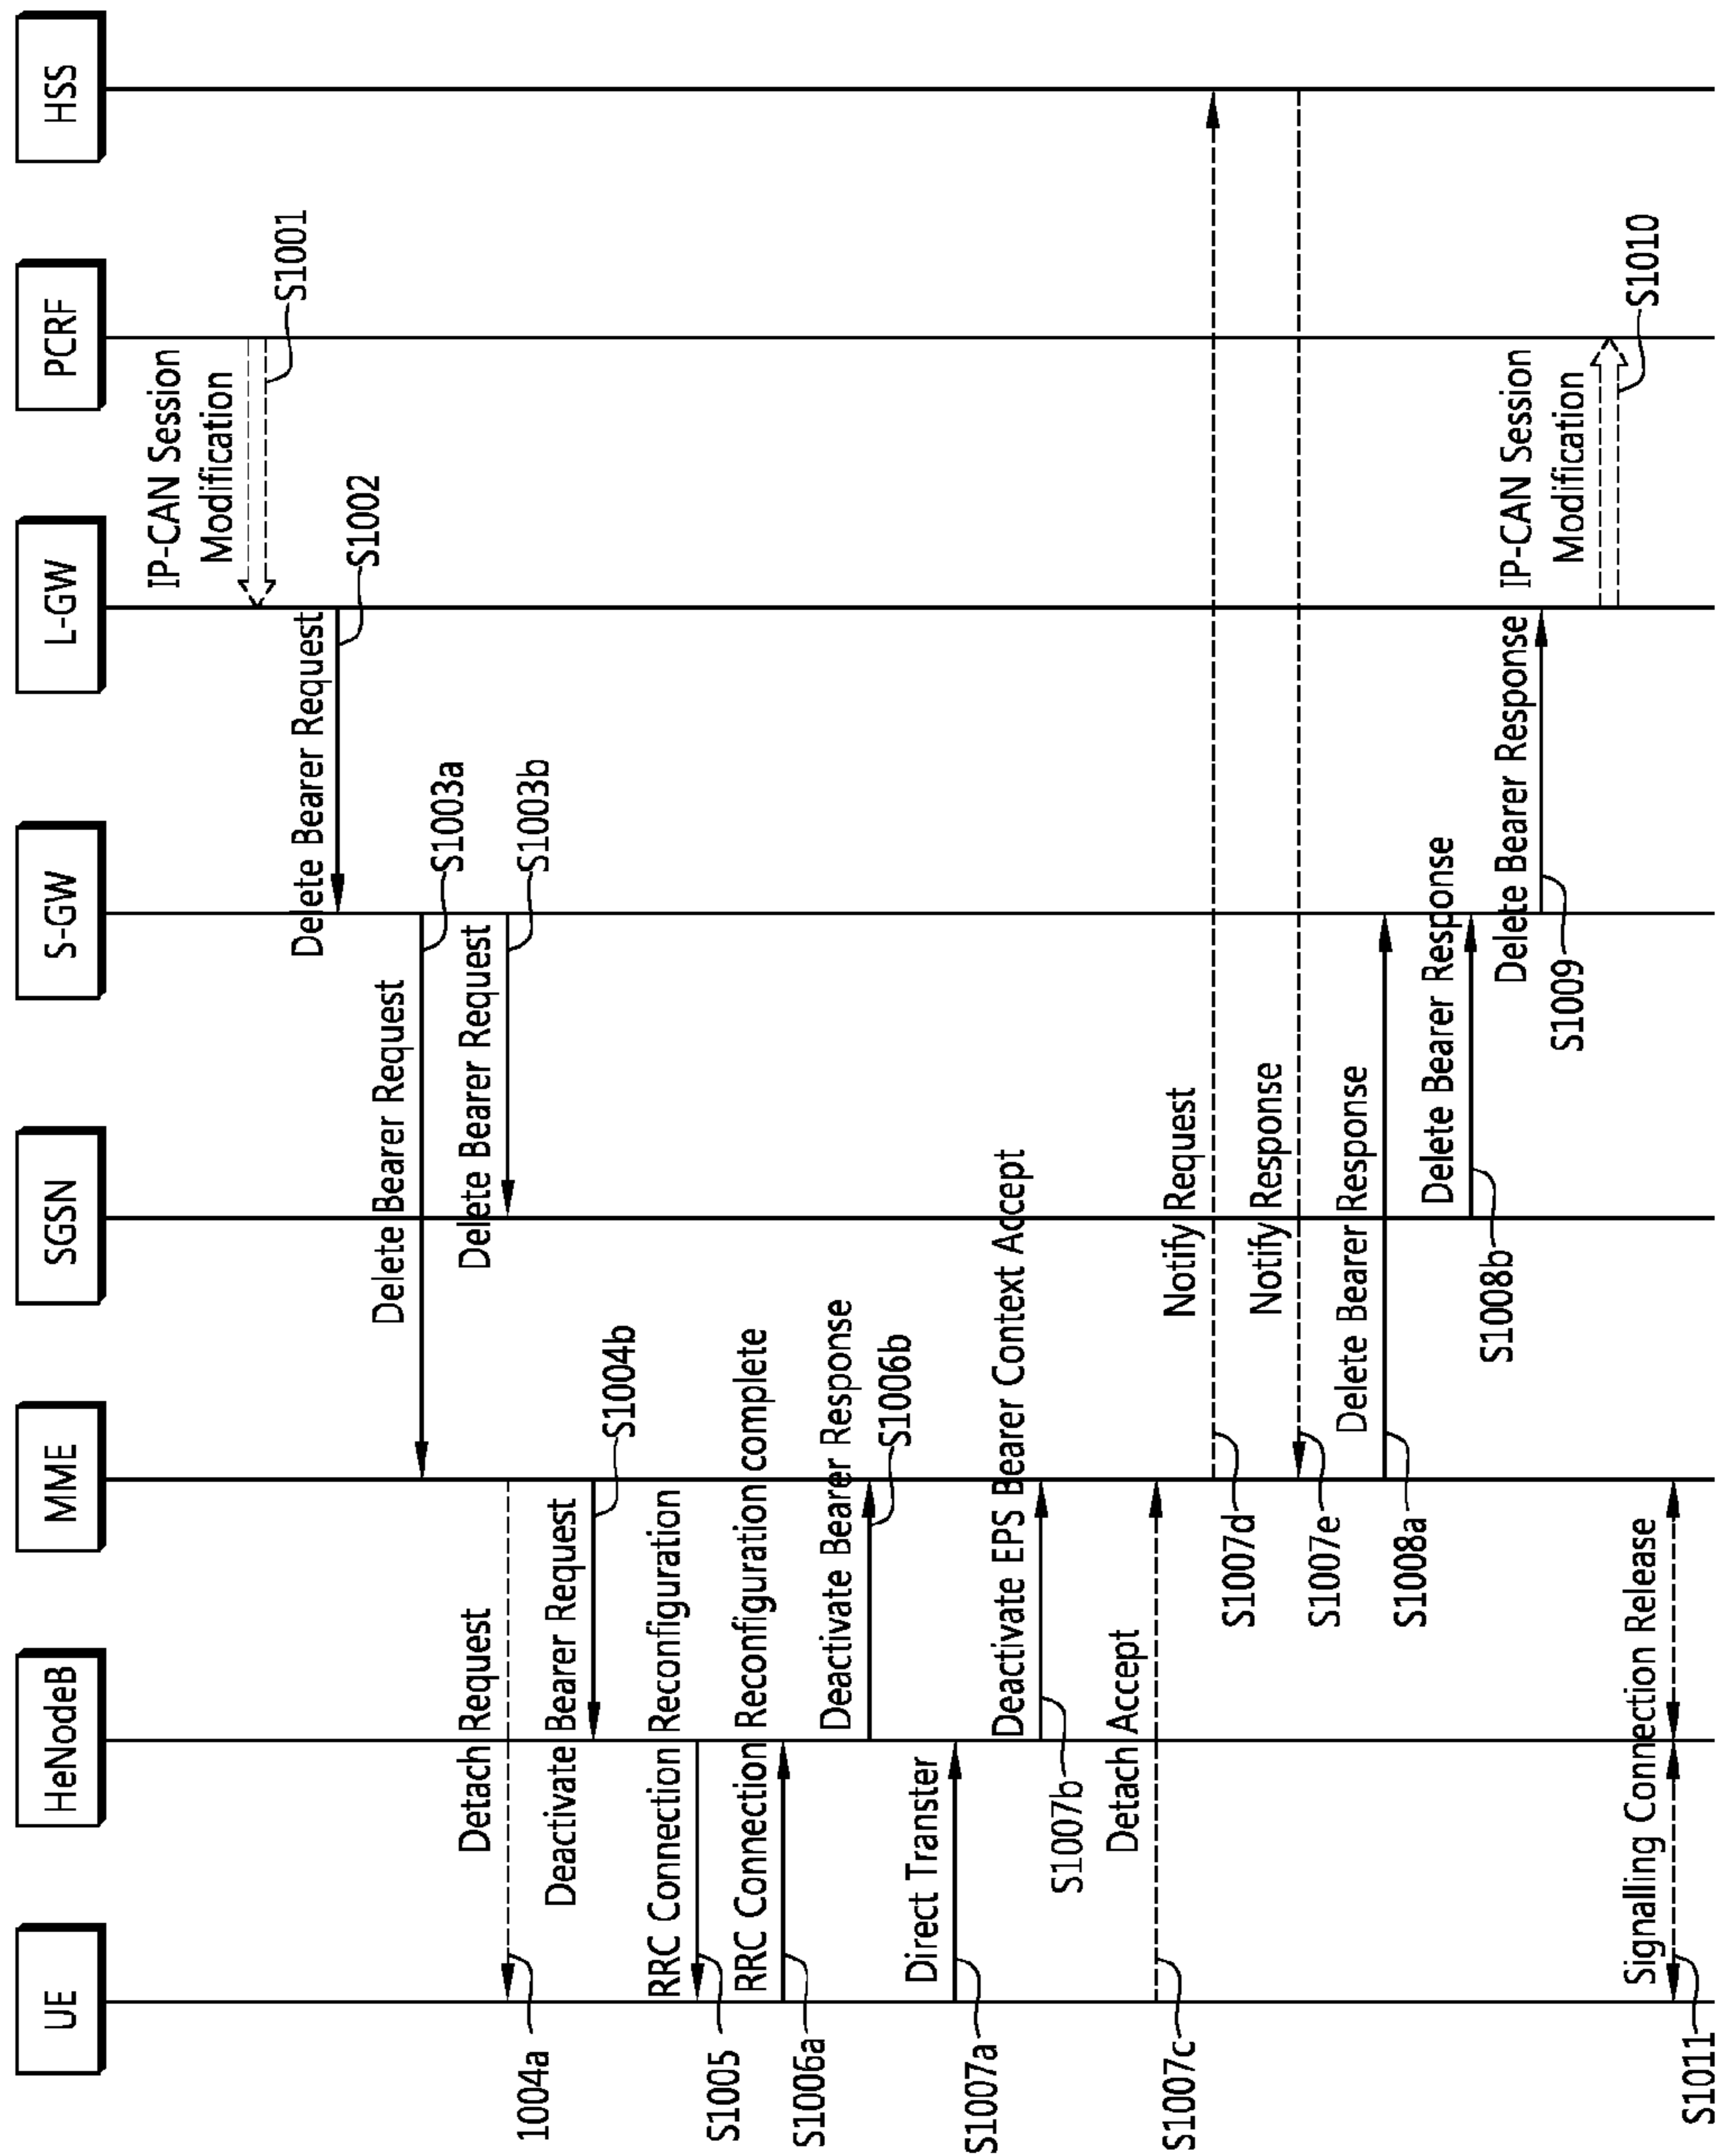 UE
HeNodeB
MME
SGSN
S-GW
L-GW
PCRF
HSS
IP-CAN Session
Modification
S1001
Delete Bearer Request
S1002
Delete Bearer Request
S1003a
Detach Request
1004a
Delete Bearer Request
S1003b
Deactivate Bearer Request
S1004b
RRC Connection Reconfiguration
S1005
RRC Connection Reconfiguration complete
S1006a
Deactivate Bearer Response
S1006b
Direct Transter
S1007a
Deactivate EPS Bearer Context Accept
S1007b
Detach Accept
S1007c
Notify Request
S1007d
Notify Response
S1007e
Delete Bearer Response
S1008a
Delete Bearer Response
S1008b
Delete Bearer Response
S1009
IP-CAN Session
Modification
S1010
Signalling Connection Release
S1011